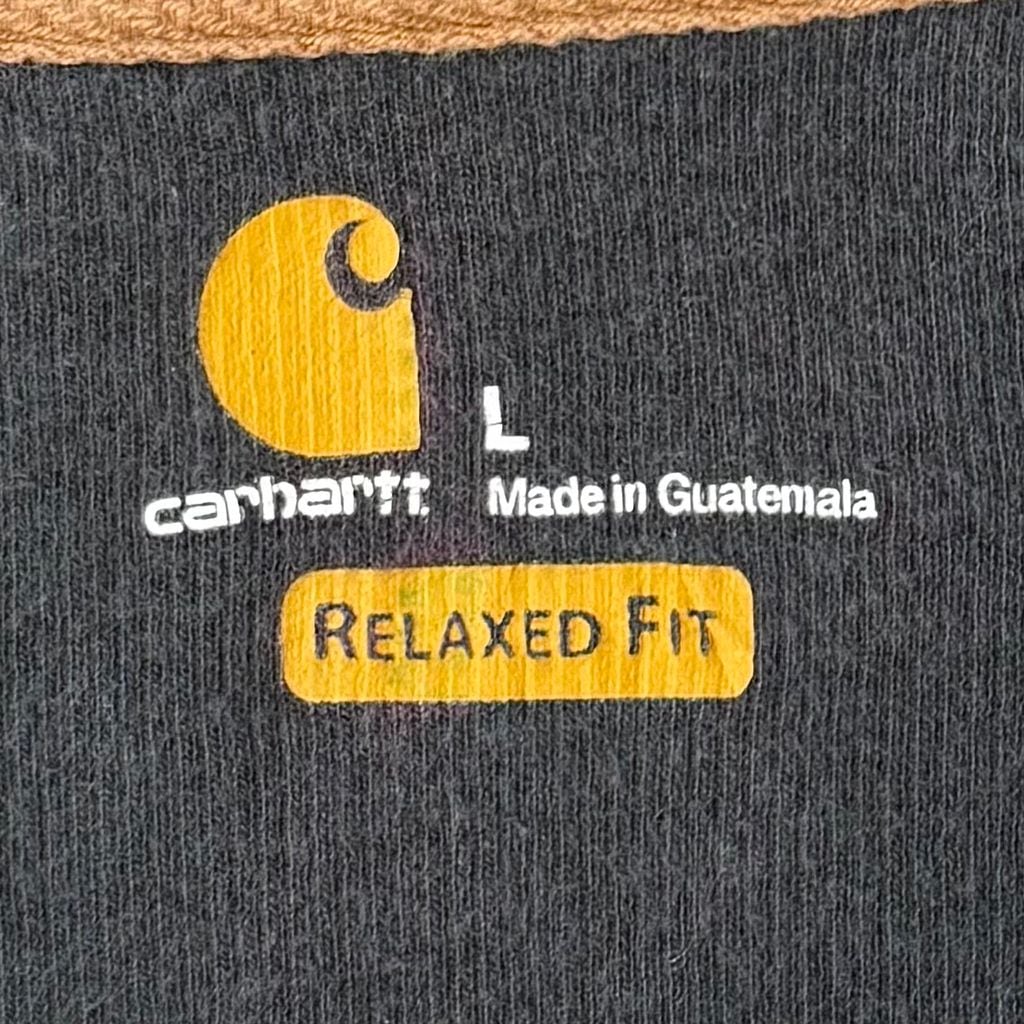 L
carhartt. Made in Guatemala
RELAXED FIT